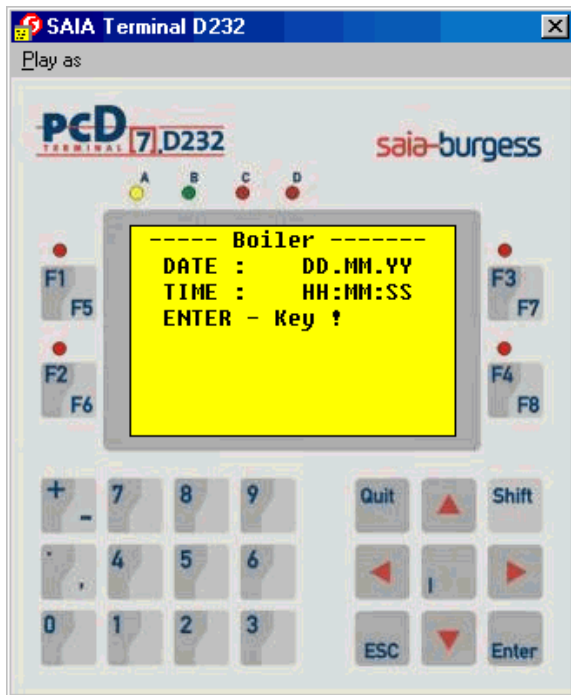 SAIA Terminal D232
Play as
PCD 7.D232
TERMINAL
saia-burgess
A B C D
----- Boiler -------
DATE : DD.MM.YY
TIME : HH:MM:SS
ENTER - Key !
F1 F5
F3 F7
F2 F6
F4 F8
+ - 7 8 9 Quit Shift
. , 4 5 6
0 1 2 3 ESC Enter